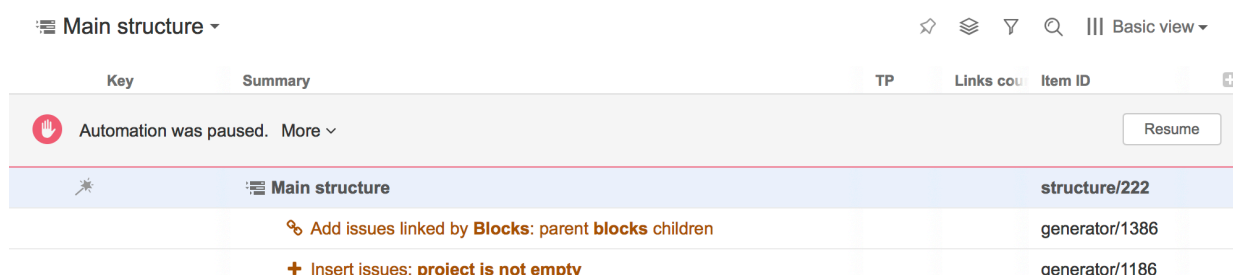 Main structure
Basic view
Key Summary TP Links cou Item ID
Automation was paused. More Resume
Main structure structure/222
Add issues linked by Blocks: parent blocks children generator/1386
Insert issues: project is not empty generator/1186